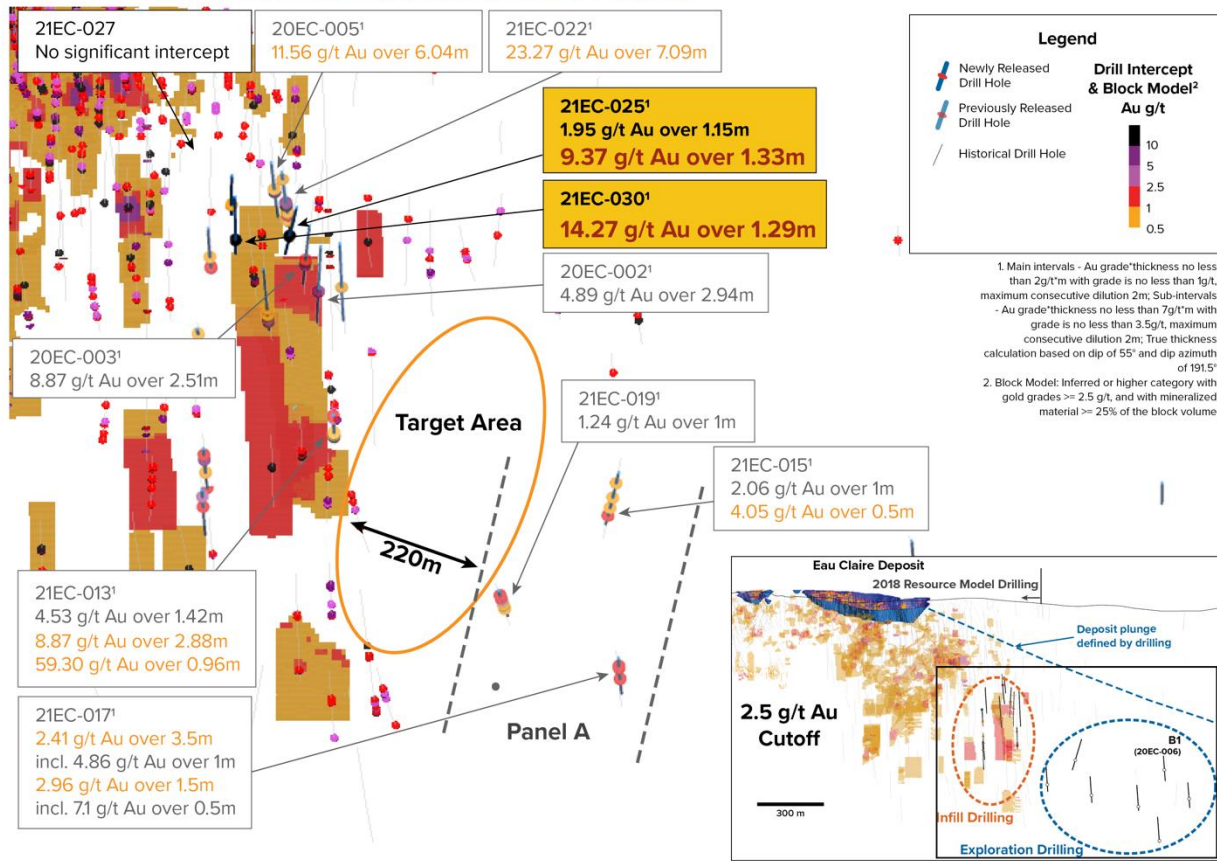 21EC-027
No significant intercept
20EC-005¹
11.56 g/t Au over 6.04m
21EC-022¹
23.27 g/t Au over 7.09m
21EC-025¹
1.95 g/t Au over 1.15m
9.37 g/t Au over 1.33m
21EC-030¹
14.27 g/t Au over 1.29m
20EC-002¹
4.89 g/t Au over 2.94m
20EC-003¹
8.87 g/t Au over 2.51m
Target Area
220m
21EC-019¹
1.24 g/t Au over 1m
21EC-015¹
2.06 g/t Au over 1m
4.05 g/t Au over 0.5m
21EC-013¹
4.53 g/t Au over 1.42m
8.87 g/t Au over 2.88m
59.30 g/t Au over 0.96m
21EC-017¹
2.41 g/t Au over 3.5m
incl. 4.86 g/t Au over 1m
2.96 g/t Au over 1.5m
incl. 7.1 g/t Au over 0.5m
Panel A
Legend
Newly Released
Drill Hole
Previously Released
Drill Hole
Historical Drill Hole
Drill Intercept
& Block Model²
Au g/t
10
5
2.5
1
0.5
1. Main intervals - Au grade*thickness no less
than 2g/t*m with grade is no less than 1g/t,
maximum consecutive dilution 2m; Sub-intervals
- Au grade*thickness no less than 7g/t*m with
grade is no less than 3.5g/t, maximum
consecutive dilution 2m; True thickness
calculation based on dip of 55° and dip azimuth
of 191.5°
2. Block Model: Inferred or higher category with
gold grades >= 2.5 g/t, and with mineralized
material >= 25% of the block volume
Eau Claire Deposit
2018 Resource Model Drilling
Deposit plunge
defined by drilling
2.5 g/t Au
Cutoff
B1
(20EC-006)
300 m
Infill Drilling
Exploration Drilling